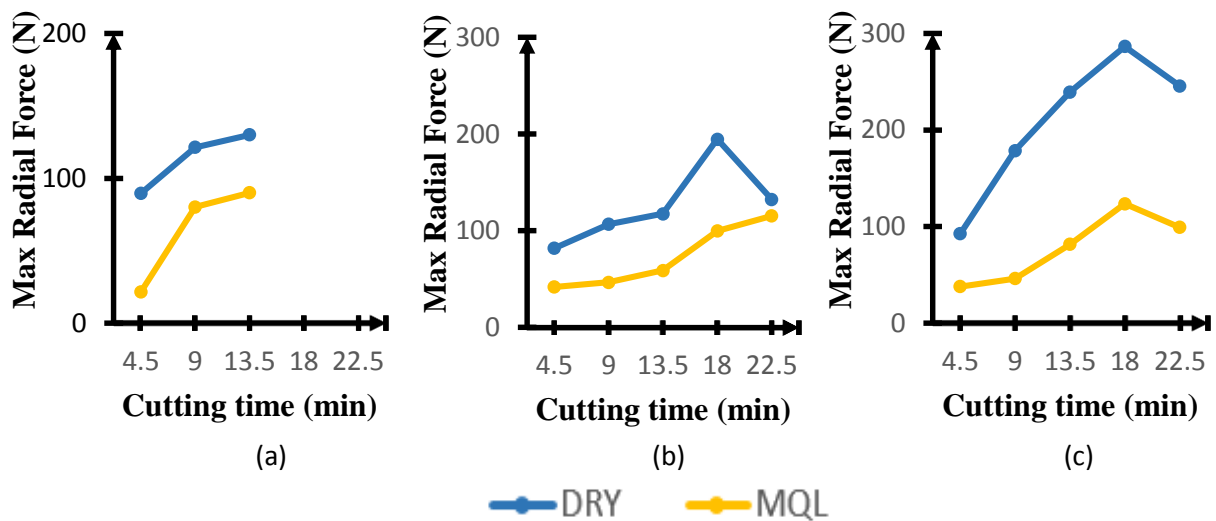 Max Radial Force (N)
200
100
0
4.5 9 13.5 18 22.5
Cutting time (min)
(a)
Max Radial Force (N)
300
200
100
0
4.5 9 13.5 18 22.5
Cutting time (min)
(b)
Max Radial Force (N)
300
200
100
0
4.5 9 13.5 18 22.5
Cutting time (min)
(c)
DRY MQL